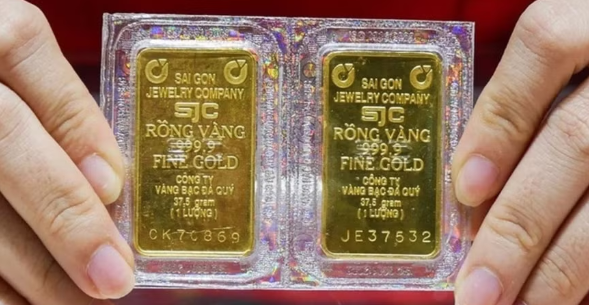 SAI GON
JEWELRY COMPANY
SJC
RỒNG VÀNG
999.9
FINE GOLD
CÔNG TY
VÀNG BẠC ĐÁ QUÝ
37,5 gram
(1 LƯỢNG)
CK7C869
SAI GON
JEWELRY COMPANY
SJC
RỒNG VÀNG
999.9
FINE GOLD
CÔNG TY
VÀNG BẠC ĐÁ QUÝ
37,5 gram
(1 LƯỢNG)
JE37532